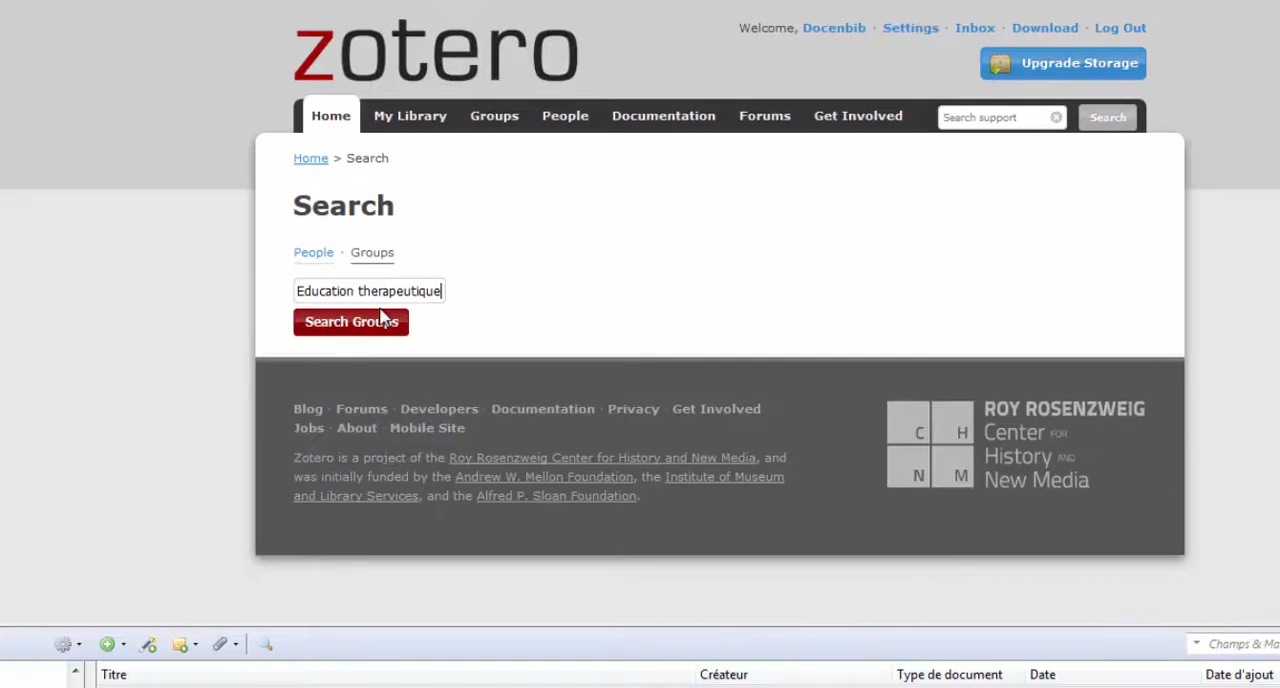 zotero
Welcome, Docenbib · Settings · Inbox · Download · Log Out
Upgrade Storage
Home My Library Groups People Documentation Forums Get Involved Search support Search
Home > Search
Search
People · Groups
Education therapeutique
Search Groups
Blog · Forums · Developers · Documentation · Privacy · Get Involved
Jobs · About · Mobile Site
Zotero is a project of the Roy Rosenzweig Center for History and New Media, and
was initially funded by the Andrew W. Mellon Foundation, the Institute of Museum
and Library Services, and the Alfred P. Sloan Foundation.
C H N M
ROY ROSENZWEIG
Center FOR
History AND
New Media
Champs & Ma
Titre Créateur Type de document Date Date d'ajout